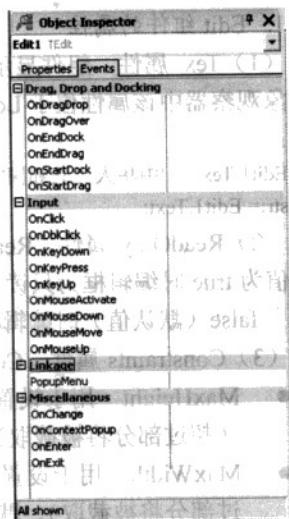 Object Inspector
Edit1 TEdit
Properties Events
Drag, Drop and Docking
OnDragDrop
OnDragOver
OnEndDock
OnEndDrag
OnStartDock
OnStartDrag
Input
OnClick
OnDblClick
OnKeyDown
OnKeyPress
OnKeyUp
OnMouseActivate
OnMouseDown
OnMouseMove
OnMouseUp
Linkage
PopupMenu
Miscellaneous
OnChange
OnContextPopup
OnEnter
OnExit
All shown